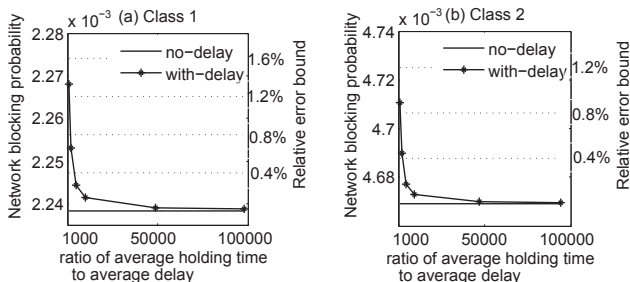 x 10⁻³ (a) Class 1
2.28
2.27
2.26
2.25
2.24
Network blocking probability
no−delay
with−delay
1.6%
1.2%
0.8%
0.4%
Relative error bound
1000 50000 100000
ratio of average holding time
to average delay
x 10⁻³ (b) Class 2
4.74
4.72
4.7
4.68
Network blocking probability
no−delay
with−delay
1.2%
0.8%
0.4%
Relative error bound
1000 50000 100000
ratio of average holding time
to average delay